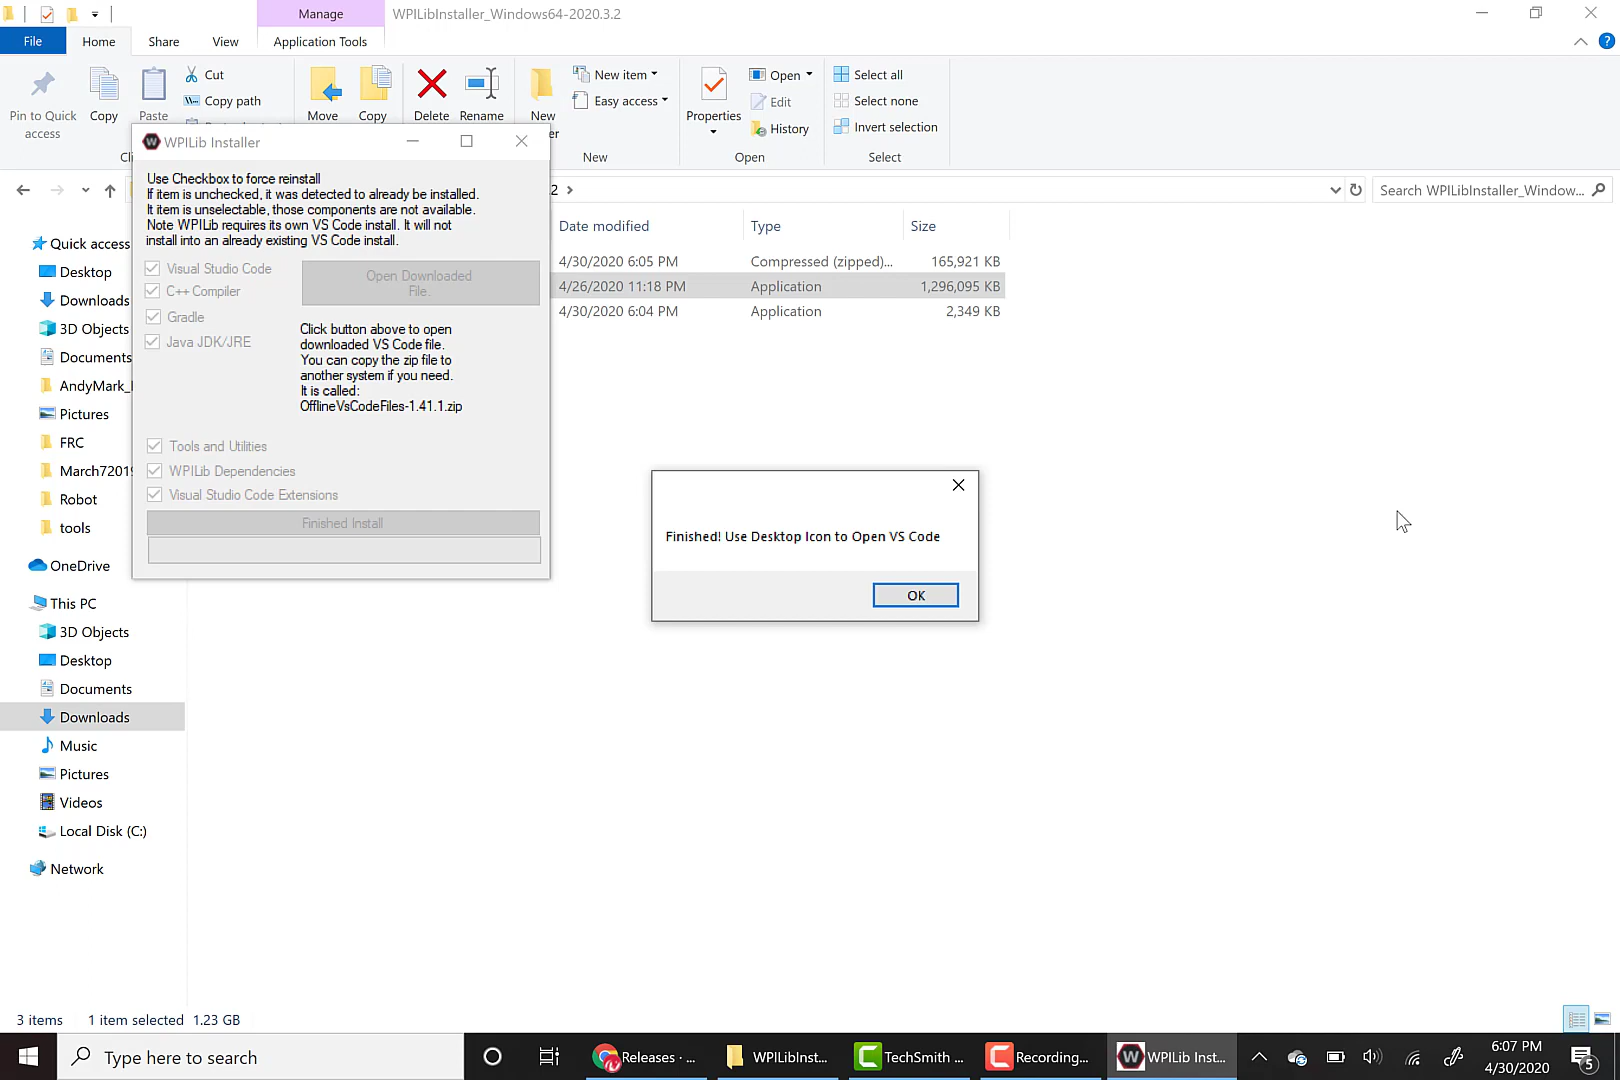 Manage
WPILibInstaller_Windows64-2020.3.2
File
Home
Share
View
Application Tools
Pin to Quick
access
Copy
Paste
Cut
Copy path
Move
Copy
Delete
Rename
New
New item
Easy access
New
Properties
Open
Edit
History
Open
Select all
Select none
Invert selection
Select
WPILib Installer
Use Checkbox to force reinstall
If item is unchecked, it was detected to already be installed.
It item is unselectable, those components are not available.
Note WPILib requires its own VS Code install. It will not
install into an already existing VS Code install.
Visual Studio Code
C++ Compiler
Gradle
Java JDK/JRE
Open Downloaded
File.
Click button above to open
downloaded VS Code file.
You can copy the zip file to
another system if you need.
It is called:
OfflineVsCodeFiles-1.41.1.zip
Tools and Utilities
WPILib Dependencies
Visual Studio Code Extensions
Finished Install
Search WPILibInstaller_Window...
Date modified
Type
Size
4/30/2020 6:05 PM
Compressed (zipped)...
165,921 KB
4/26/2020 11:18 PM
Application
1,296,095 KB
4/30/2020 6:04 PM
Application
2,349 KB
Quick access
Desktop
Downloads
3D Objects
Documents
AndyMark_
Pictures
FRC
March72019
Robot
tools
OneDrive
This PC
3D Objects
Desktop
Documents
Downloads
Music
Pictures
Videos
Local Disk (C:)
Network
Finished! Use Desktop Icon to Open VS Code
OK
3 items
1 item selected 1.23 GB
Type here to search
Releases · ...
WPILibInst...
TechSmith ...
Recording...
WPILib Inst...
6:07 PM
4/30/2020
5